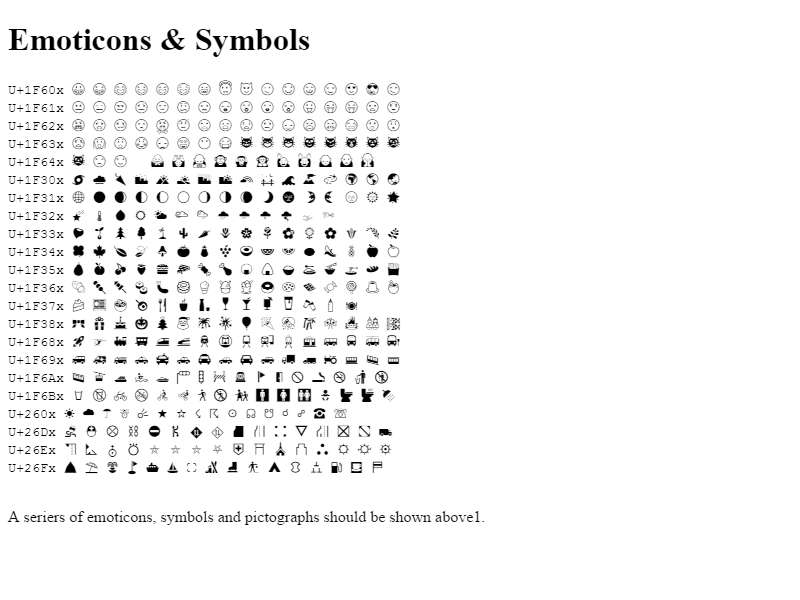 Emoticons & Symbols
U+1F60x
U+1F61x
U+1F62x
U+1F63x
U+1F64x
U+1F30x
U+1F31x
U+1F32x
U+1F33x
U+1F34x
U+1F35x
U+1F36x
U+1F37x
U+1F38x
U+1F68x
U+1F69x
U+1F6Ax
U+1F6Bx
U+260x
U+26Dx
U+26Ex
U+26Fx
A seriers of emoticons, symbols and pictographs should be shown above1.